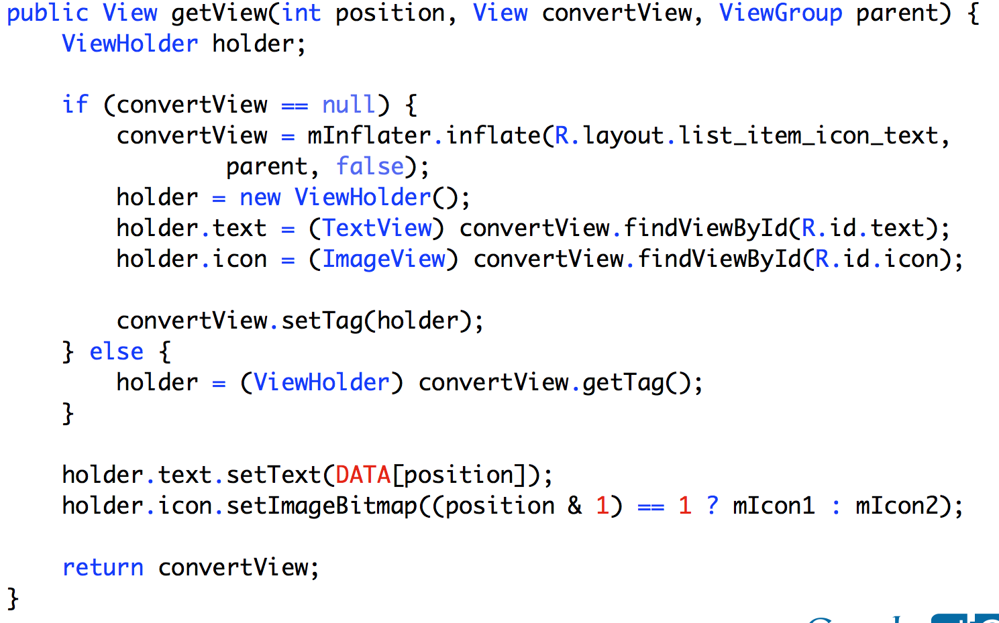 public View getView(int position, View convertView, ViewGroup parent) {
    ViewHolder holder;

    if (convertView == null) {
        convertView = mInflater.inflate(R.layout.list_item_icon_text,
                parent, false);
        holder = new ViewHolder();
        holder.text = (TextView) convertView.findViewById(R.id.text);
        holder.icon = (ImageView) convertView.findViewById(R.id.icon);

        convertView.setTag(holder);
    } else {
        holder = (ViewHolder) convertView.getTag();
    }

    holder.text.setText(DATA[position]);
    holder.icon.setImageBitmap((position & 1) == 1 ? mIcon1 : mIcon2);

    return convertView;
}